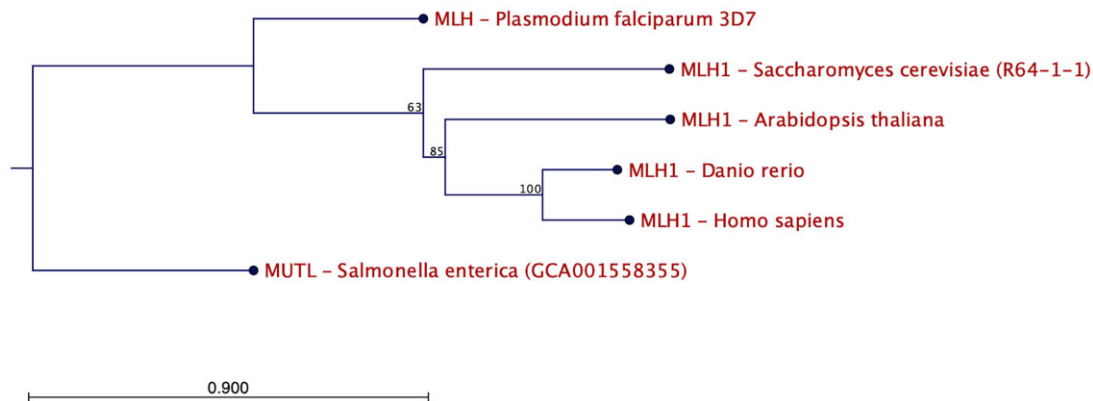 MLH – Plasmodium falciparum 3D7
MLH1 – Saccharomyces cerevisiae (R64–1–1)
63
MLH1 – Arabidopsis thaliana
85
MLH1 – Danio rerio
100
MLH1 – Homo sapiens
MUTL – Salmonella enterica (GCA001558355)
0.900